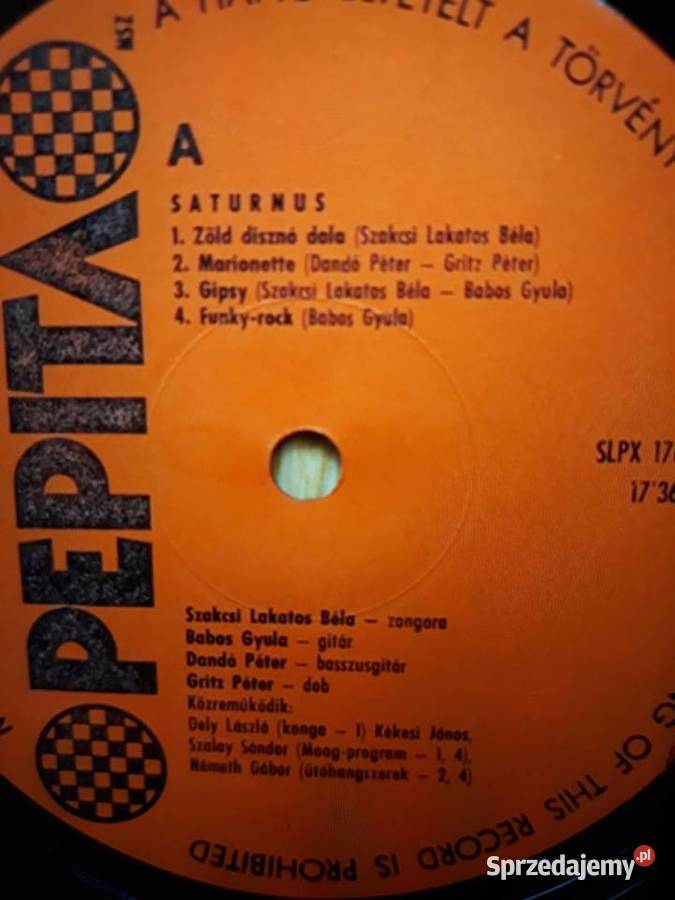 A TÖRVÉNY
PEPITA
MSZ
A
SATURNUS
1. Zöld disznó dala (Szakcsi Lakatos Béla)
2. Marionette (Dandó Péter – Gritz Péter)
3. Gipsy (Szakcsi Lakatos Béla – Babos Gyula)
4. Funky-rock (Babos Gyula)
SLPX 17
17'36
Szakcsi Lakatos Béla – zongora
Babos Gyula – gitár
Dandó Péter – basszusgitár
Gritz Péter – dob
Közreműködik:
Dely László (konga – 1) Kékesi János,
Szalay Sándor (Moog-program – 1, 4),
Németh Gábor (ütőhangszerek – 2, 4)
OF THIS RECORD IS PROHIBITED
Sprzedajemy.pl